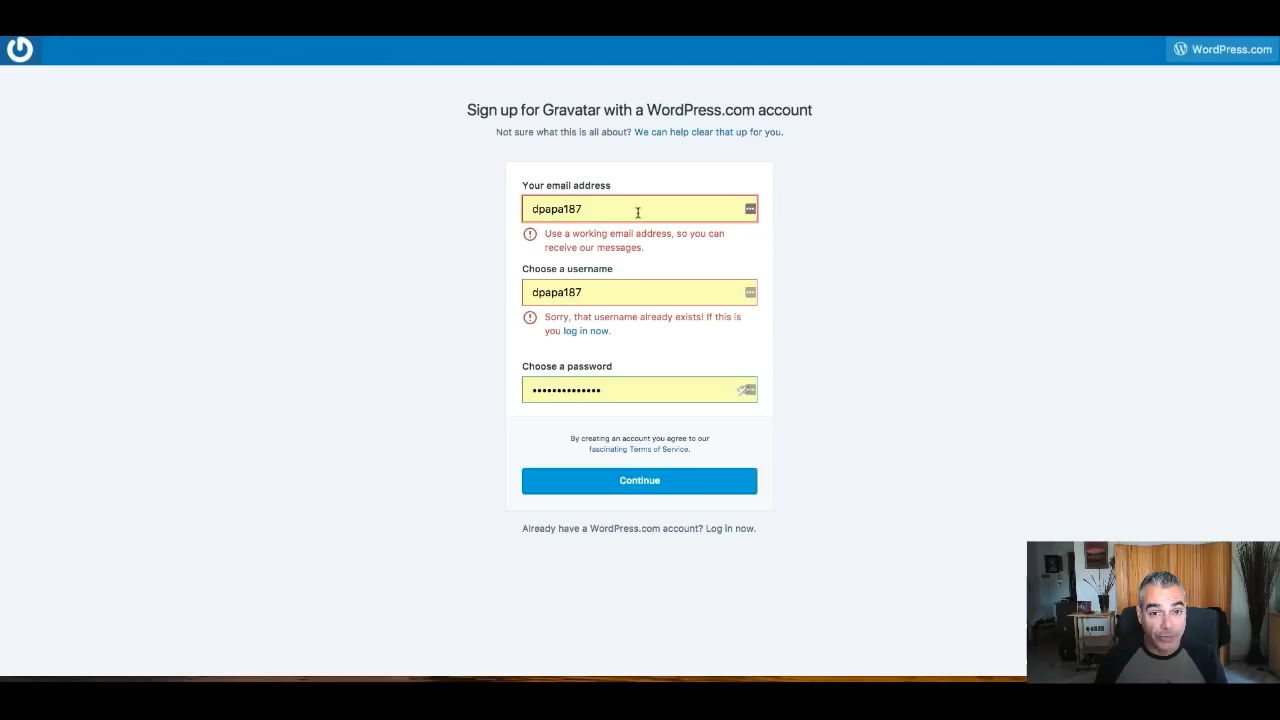 WordPress.com
Sign up for Gravatar with a WordPress.com account
Not sure what this is all about? We can help clear that up for you.
Your email address
dpapa187
Use a working email address, so you can
receive our messages.
Choose a username
dpapa187
Sorry, that username already exists! If this is
you log in now.
Choose a password
••••••••••••••
By creating an account you agree to our
fascinating Terms of Service.
Continue
Already have a WordPress.com account? Log in now.